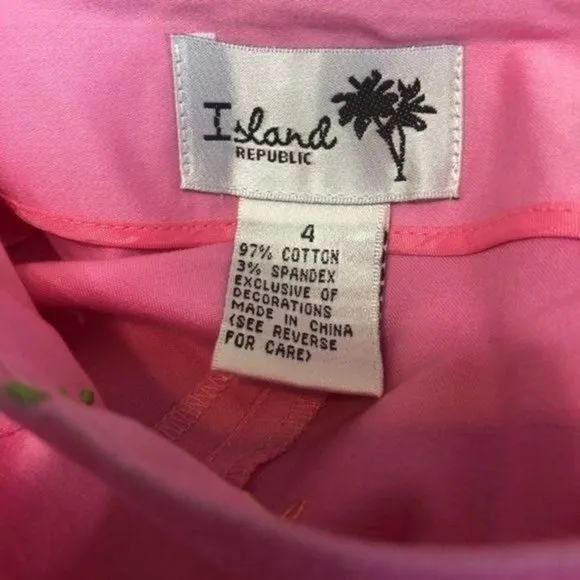 Island
REPUBLIC
4
97% COTTON
3% SPANDEX
EXCLUSIVE OF
DECORATIONS
MADE IN CHINA
(SEE REVERSE
FOR CARE)